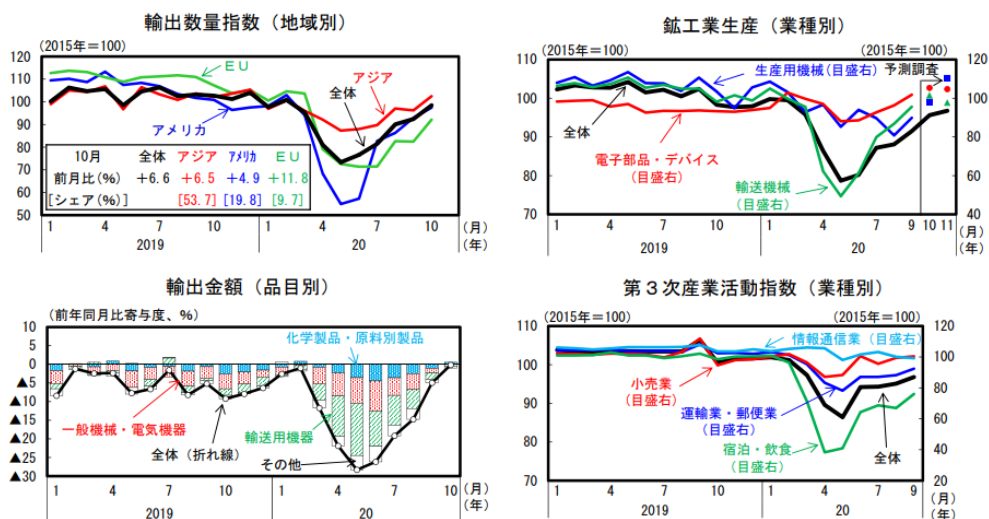 輸出数量指数（地域別）
(2015年＝100)
120
110
100
90
80
70
60
50
ＥＵ
アジア
全体
アメリカ
10月 全体 アジア アメリカ ＥＵ
前月比(%) +6.6 +6.5 +4.9 +11.8
[シェア(%)] [53.7] [19.8] [9.7]
1 4 7 10 1 4 7 10 (月)
2019 20 (年)
鉱工業生産（業種別）
(2015年＝100) (2015年＝100)
110
100
90
80
70
120
100
80
60
40
予測調査
生産用機械(目盛右)
全体
電子部品・デバイス
(目盛右)
輸送機械
(目盛右)
1 4 7 10 1 4 7 9 10 11 (月)
2019 20 (年)
輸出金額（品目別）
(前年同月比寄与度、%)
10
5
0
▲5
▲10
▲15
▲20
▲25
▲30
化学製品・原料別製品
一般機械・電気機器
輸送用機器
全体（折れ線）
その他
1 4 7 10 1 4 7 10 (月)
2019 20 (年)
第３次産業活動指数（業種別）
(2015年＝100) (2015年＝100)
110
100
90
80
70
120
100
80
60
40
20
情報通信業（目盛右）
小売業
(目盛右)
運輸業・郵便業
(目盛右)
宿泊・飲食
(目盛右)
全体
1 4 7 10 1 4 7 9 (月)
2019 20 (年)